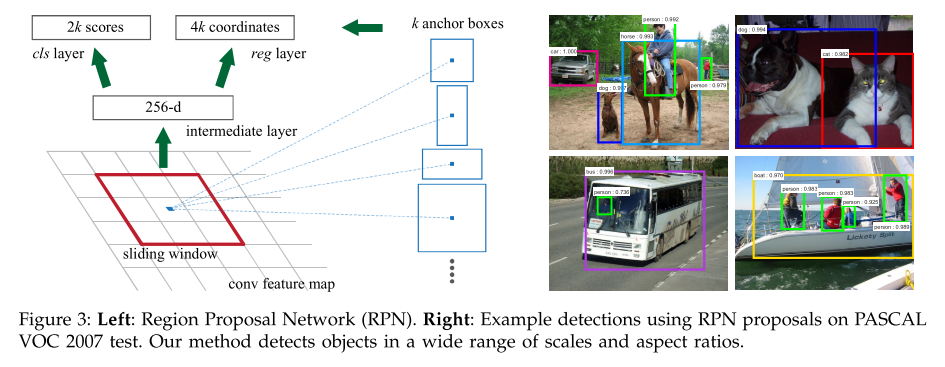 2k scores
4k coordinates
k anchor boxes
cls layer
reg layer
256-d
intermediate layer
sliding window
conv feature map
person : 0.992
horse : 0.993
car : 1.000
dog : 0.997
person : 0.979
dog : 0.994
cat : 0.982
bus : 0.996
person : 0.736
boat : 0.970
person : 0.983
person : 0.983
person : 0.925
person : 0.989
Lickety Split
Figure 3: Left: Region Proposal Network (RPN). Right: Example detections using RPN proposals on PASCAL
VOC 2007 test. Our method detects objects in a wide range of scales and aspect ratios.